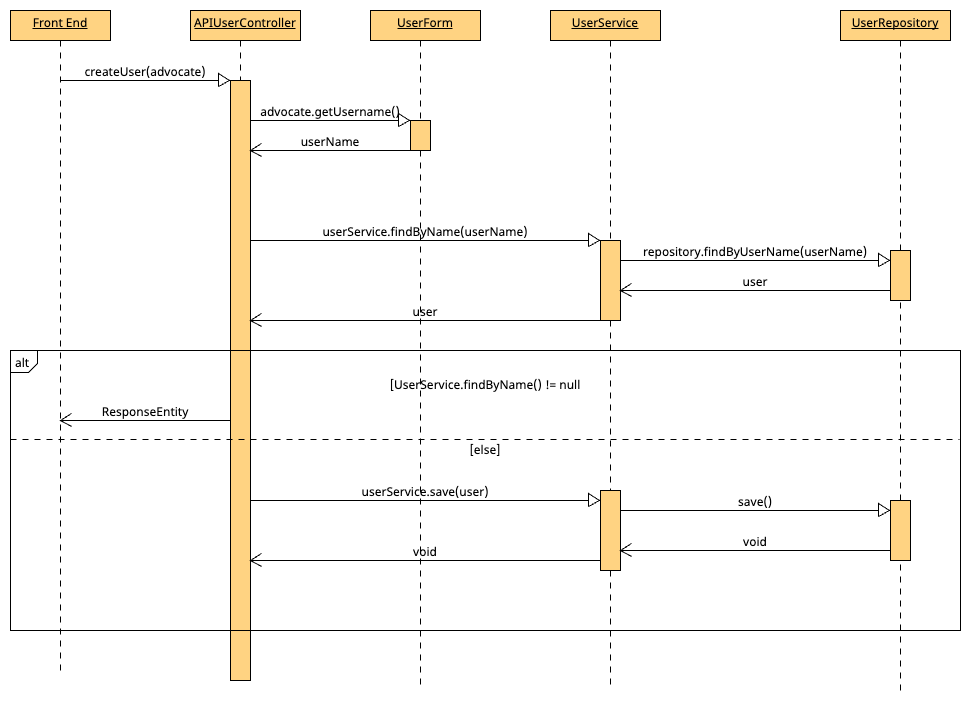 Front End
APIUserController
UserForm
UserService
UserRepository
createUser(advocate)
advocate.getUsername()
userName
userService.findByName(userName)
repository.findByUserName(userName)
user
user
alt
[UserService.findByName() != null
ResponseEntity
[else]
userService.save(user)
save()
void
void